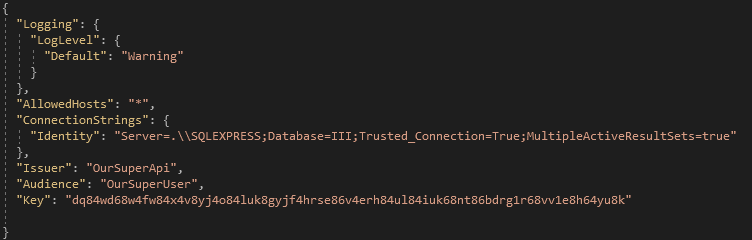 {
"Logging": {
"LogLevel": {
"Default": "Warning"
}
},
"AllowedHosts": "*",
"ConnectionStrings": {
"Identity": "Server=.\\SQLEXPRESS;Database=III;Trusted_Connection=True;MultipleActiveResultSets=true"
},
"Issuer": "OurSuperApi",
"Audience": "OurSuperUser",
"Key": "dq84wd68w4fw84x4v8yj4o84luk8gyjf4hrse86v4erh84ul84iuk68nt86bdrg1r68vv1e8h64yu8k"
}